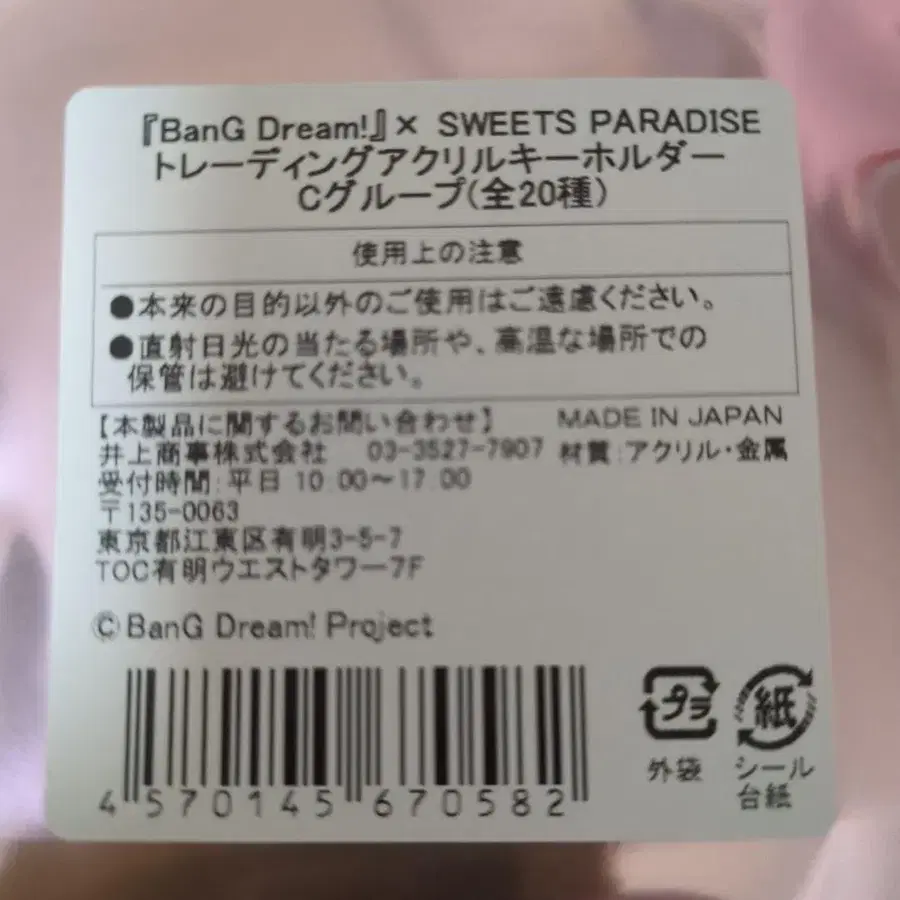 『BanG Dream!』× SWEETS PARADISE
トレーディングアクリルキーホルダー
Cグループ(全20種)
使用上の注意
●本来の目的以外のご使用はご遠慮ください。
●直射日光の当たる場所や、高温な場所での
保管は避けてください。
【本製品に関するお問い合わせ】 MADE IN JAPAN
井上商事株式会社 03-3527-7907 材質:アクリル・金属
受付時間:平日 10:00～17:00
〒135-0063
東京都江東区有明3-5-7
TOC有明ウエストタワー7F
© BanG Dream! Project
4570145670582
プラ 紙
外袋 シール
台紙